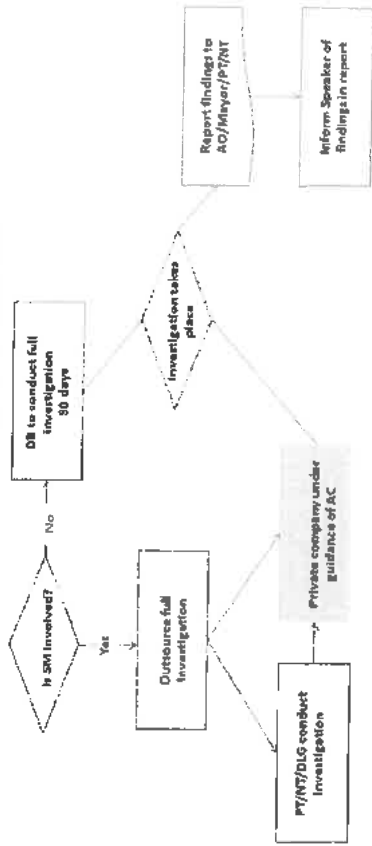 Is SM Involved?
No
Yes
DB to conduct full
investigation
30 days
Outsource full
Investigation
PT/NT/DLG conduct
Investigation
Private company under
guidance of AC
Investigation takes
place
Report findings to
AO/Mayor/PT/NT
Inform Speaker of
findings in report